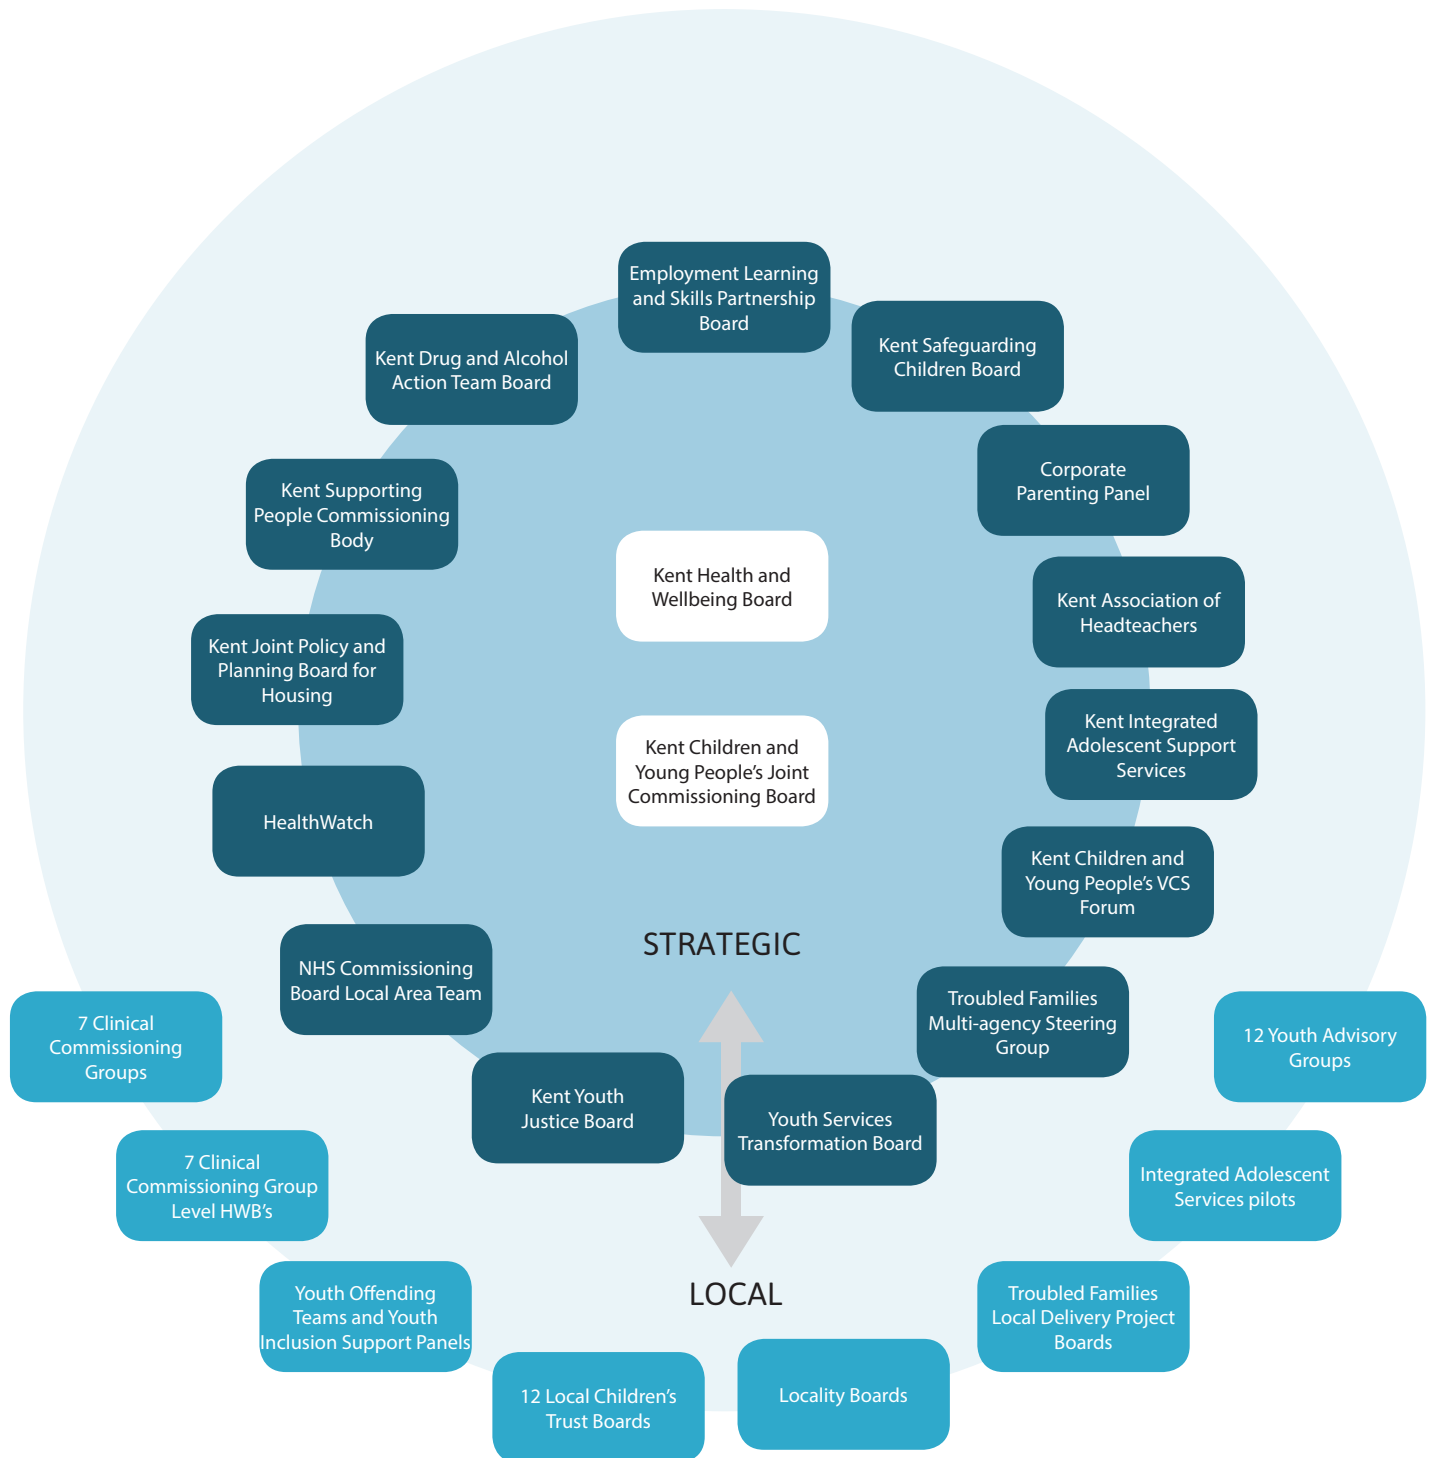 Employment Learning
and Skills Partnership
Board
Kent Drug and Alcohol
Action Team Board
Kent Safeguarding
Children Board
Corporate
Parenting Panel
Kent Supporting
People Commissioning
Body
Kent Health and
Wellbeing Board
Kent Association of
Headteachers
Kent Joint Policy and
Planning Board for
Housing
Kent Children and
Young People’s Joint
Commissioning Board
Kent Integrated
Adolescent Support
Services
HealthWatch
Kent Children and
Young People’s VCS
Forum
STRATEGIC
NHS Commissioning
Board Local Area Team
Troubled Families
Multi-agency Steering
Group
7 Clinical
Commissioning
Groups
12 Youth Advisory
Groups
Kent Youth
Justice Board
Youth Services
Transformation Board
7 Clinical
Commissioning Group
Level HWB’s
Integrated Adolescent
Services pilots
LOCAL
Youth Offending
Teams and Youth
Inclusion Support Panels
Troubled Families
Local Delivery Project
Boards
12 Local Children’s
Trust Boards
Locality Boards